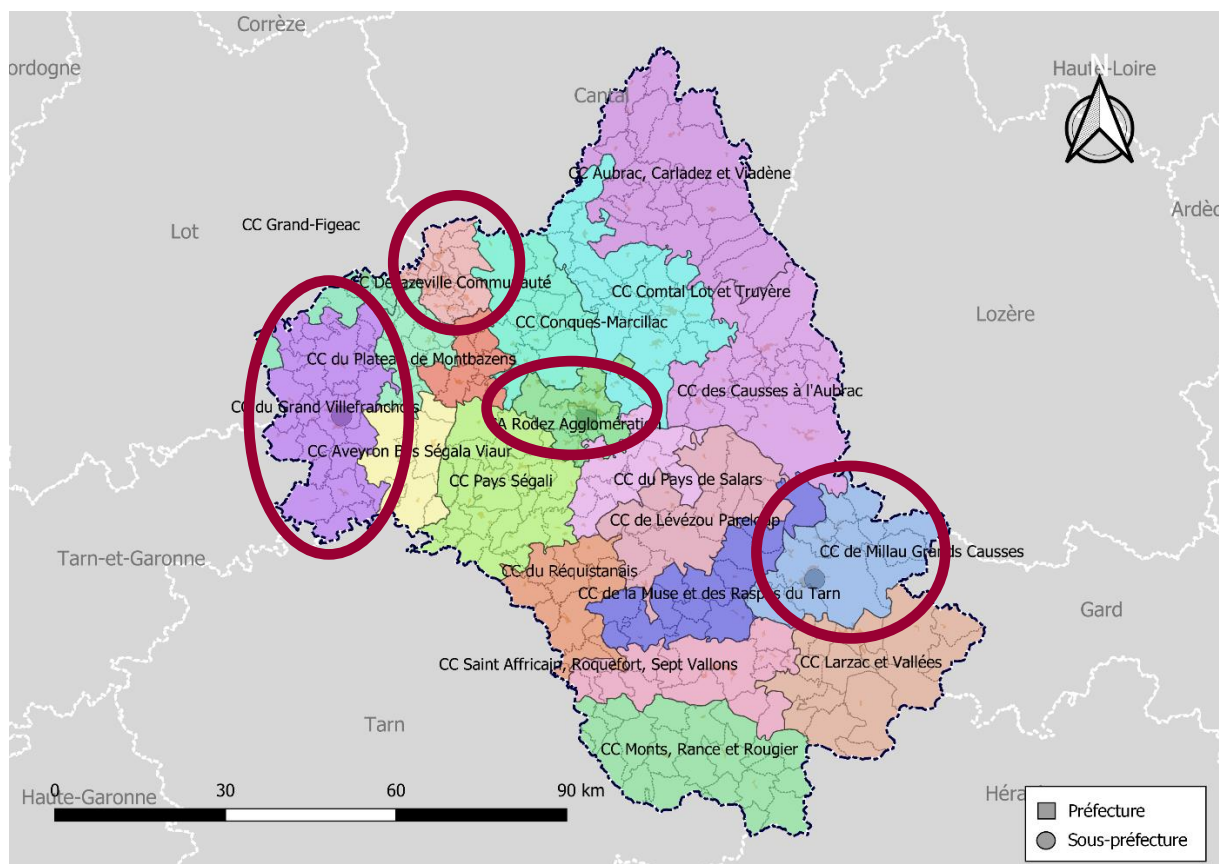 Corrèze
ordogne
Haute-Loire
N
Cantal
CC Aubrac, Carladez et Viadène
Ardèc
CC Grand-Figeac
Lot
CC Decazeville Communauté
CC Comtal Lot et Truyère
Lozère
CC Conques-Marcillac
CC du Plateau de Montbazens
CC des Causses à l'Aubrac
CC du Grand Villefranchois
CA Rodez Agglomération
CC Aveyron Bas Ségala Viaur
CC Pays Ségali
CC du Pays de Salars
CC de Lévézou Pareloup
Tarn-et-Garonne
CC de Millau Grands Causses
CC du Réquistanais
CC de la Muse et des Raspes du Tarn
Gard
CC Saint Affricain, Roquefort, Sept Vallons
CC Larzac et Vallées
Tarn
CC Monts, Rance et Rougier
0 30 60 90 km
Haute-Garonne
Héra
Préfecture
Sous-préfecture